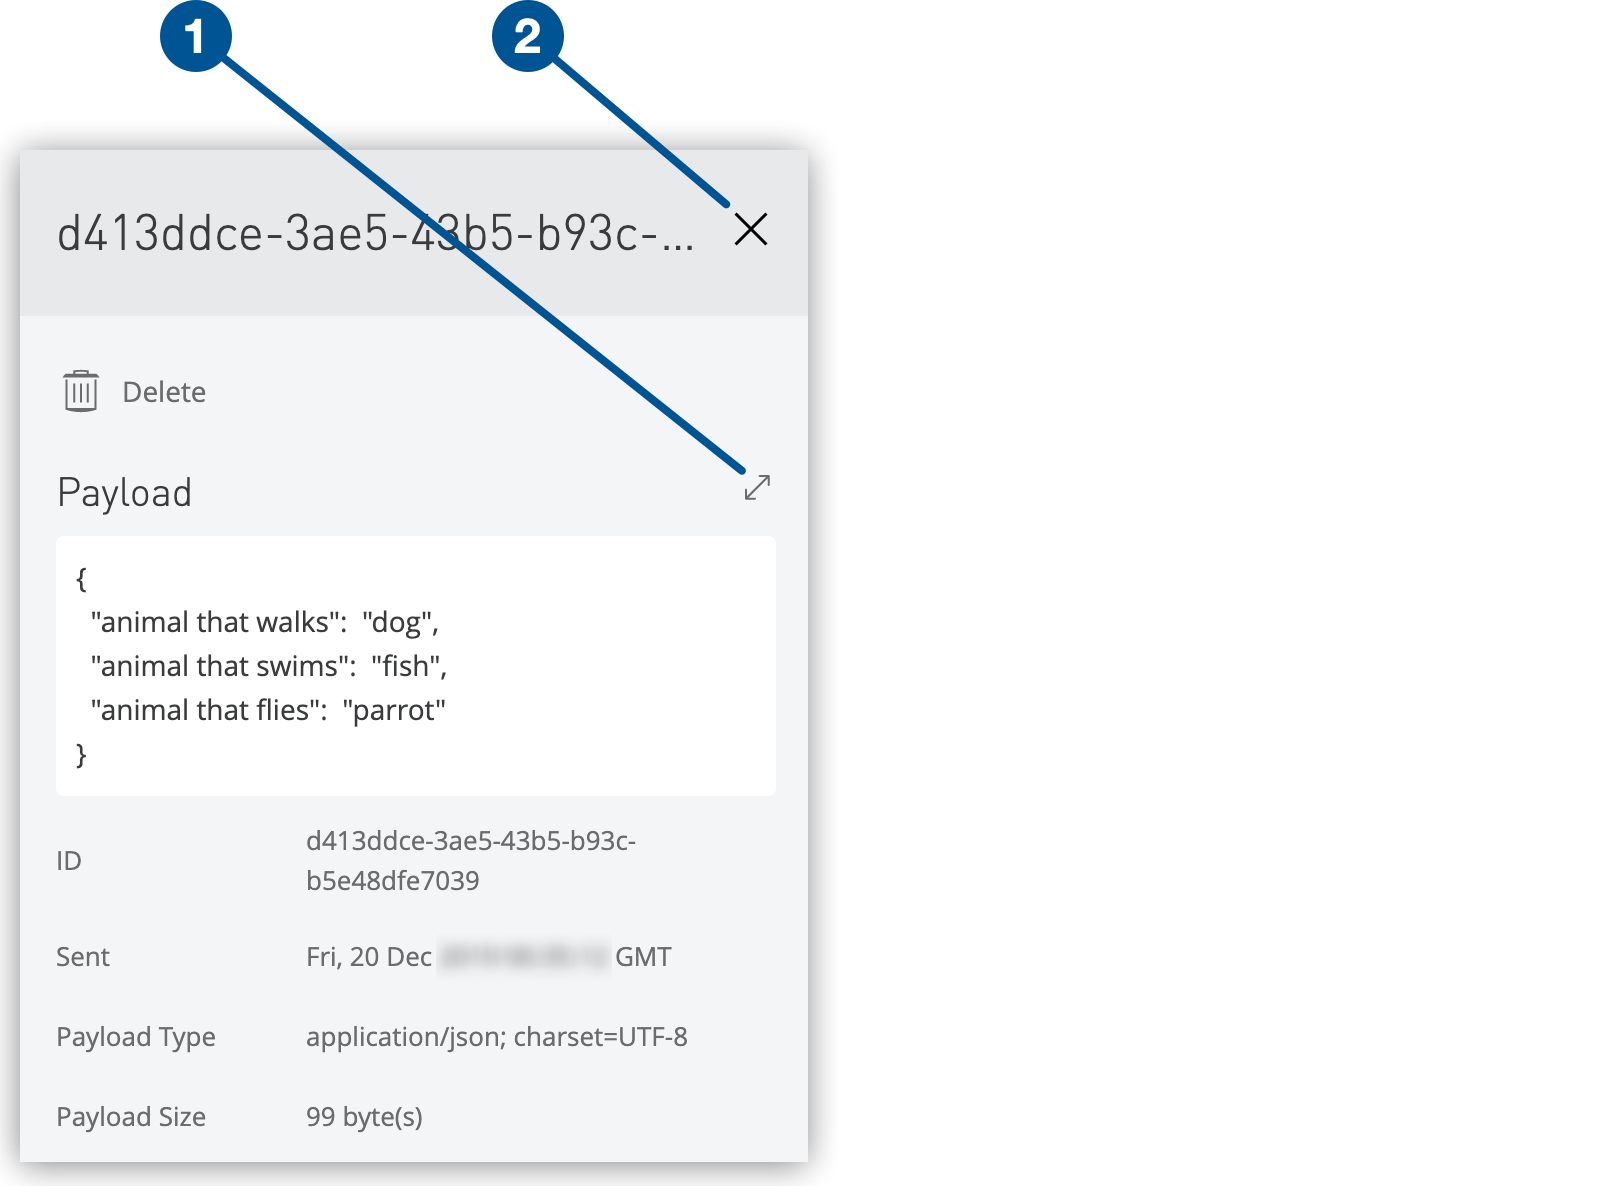 1
2
d413ddce-3ae5-43b5-b93c-...
Delete
Payload
{
"animal that walks": "dog",
"animal that swims": "fish",
"animal that flies": "parrot"
}
ID
d413ddce-3ae5-43b5-b93c-
b5e48dfe7039
Sent
Fri, 20 Dec GMT
Payload Type
application/json; charset=UTF-8
Payload Size
99 byte(s)